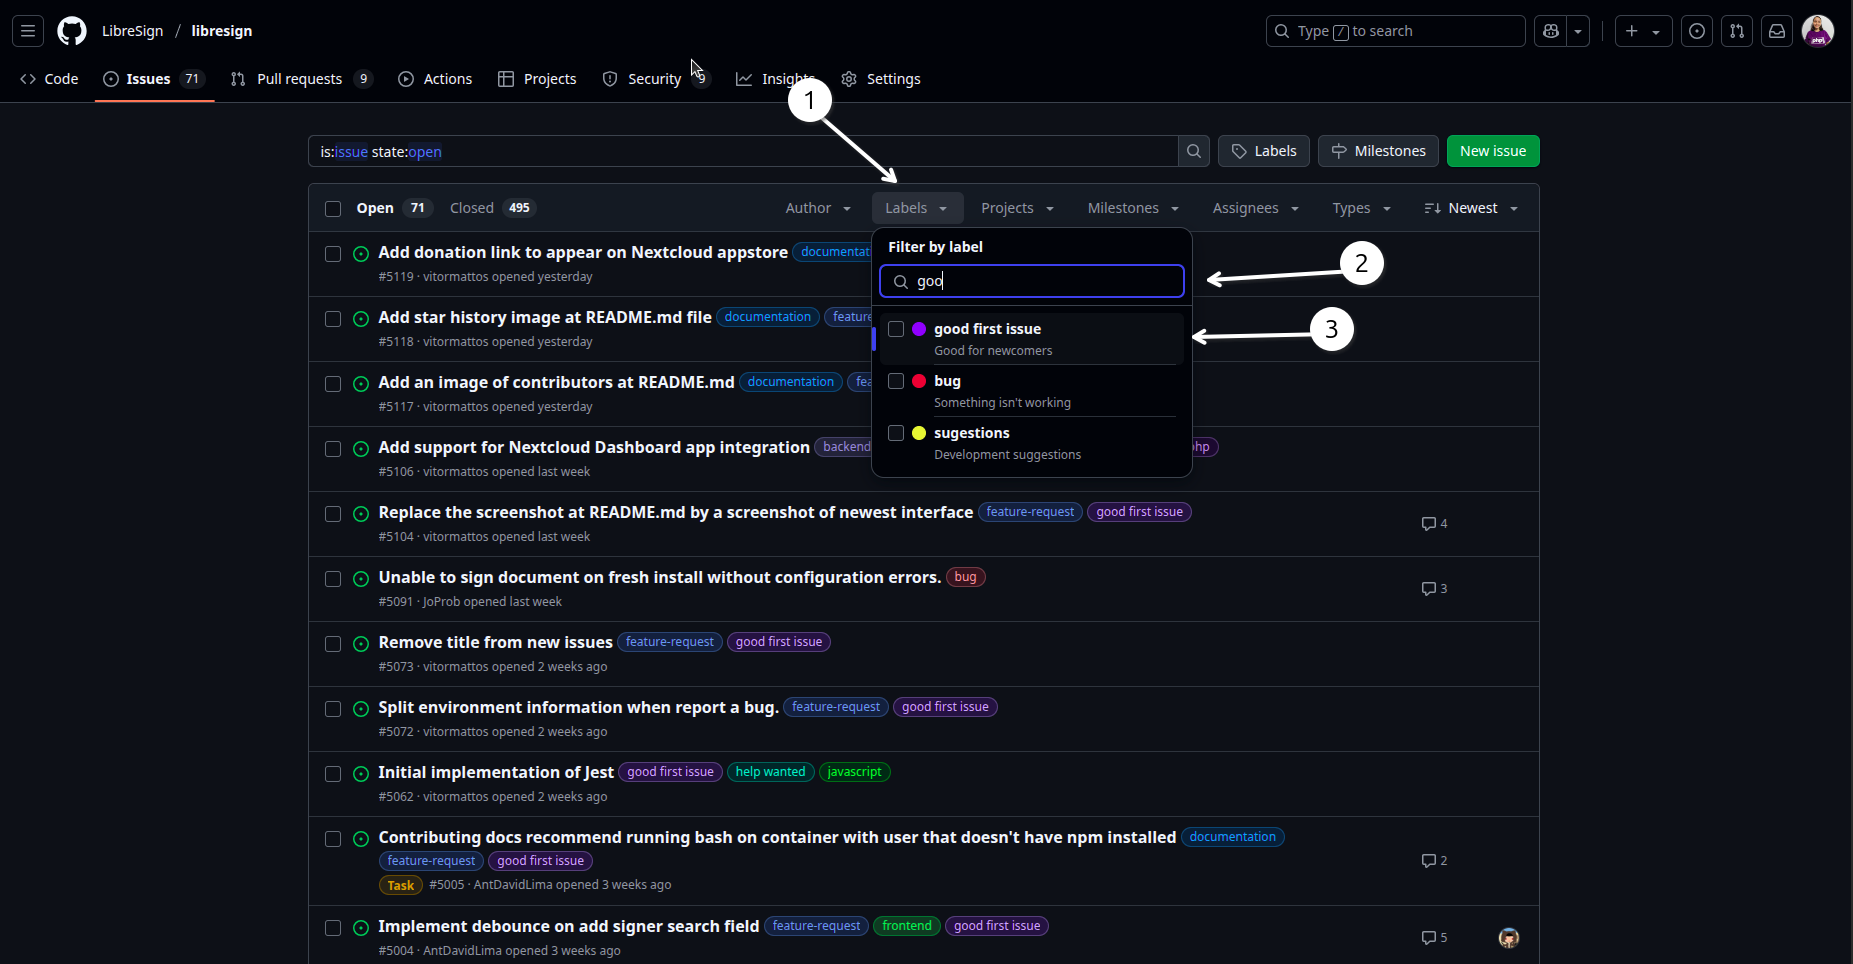 LibreSign / libresign
Type / to search
Code Issues 71 Pull requests 9 Actions Projects Security 9 Insights Settings
1
is:issue state:open Labels Milestones New issue
Open 71 Closed 495 Author Labels Projects Milestones Assignees Types Newest
Filter by label
goo
2
good first issue
Good for newcomers
3
bug
Something isn't working
sugestions
Development suggestions
Add donation link to appear on Nextcloud appstore documentat
#5119 · vitormattos opened yesterday
Add star history image at README.md file documentation feature
#5118 · vitormattos opened yesterday
Add an image of contributors at README.md documentation fea
#5117 · vitormattos opened yesterday
Add support for Nextcloud Dashboard app integration backend hp
#5106 · vitormattos opened last week
Replace the screenshot at README.md by a screenshot of newest interface feature-request good first issue
#5104 · vitormattos opened last week 4
Unable to sign document on fresh install without configuration errors. bug
#5091 · JoProb opened last week 3
Remove title from new issues feature-request good first issue
#5073 · vitormattos opened 2 weeks ago
Split environment information when report a bug. feature-request good first issue
#5072 · vitormattos opened 2 weeks ago
Initial implementation of Jest good first issue help wanted javascript
#5062 · vitormattos opened 2 weeks ago
Contributing docs recommend running bash on container with user that doesn't have npm installed documentation
feature-request good first issue 2
Task #5005 · AntDavidLima opened 3 weeks ago
Implement debounce on add signer search field feature-request frontend good first issue
#5004 · AntDavidLima opened 3 weeks ago 5